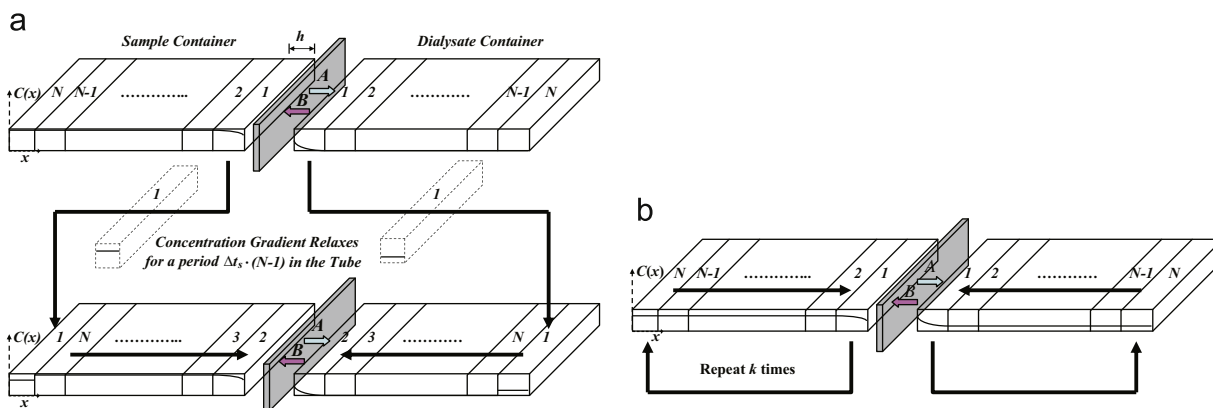 a
Sample Container
h
Dialysate Container
C(x)
N
N-1
..............
2
1
A
B
1
2
............
N-1
N
x
1
1
Concentration Gradient Relaxes
for a period Δts·(N-1) in the Tube
C(x)
1
N
..............
3
2
A
B
2
3
............
N
1
x
b
C(x)
N
N-1
..............
2
1
A
B
1
2
............
N-1
N
x
Repeat k times